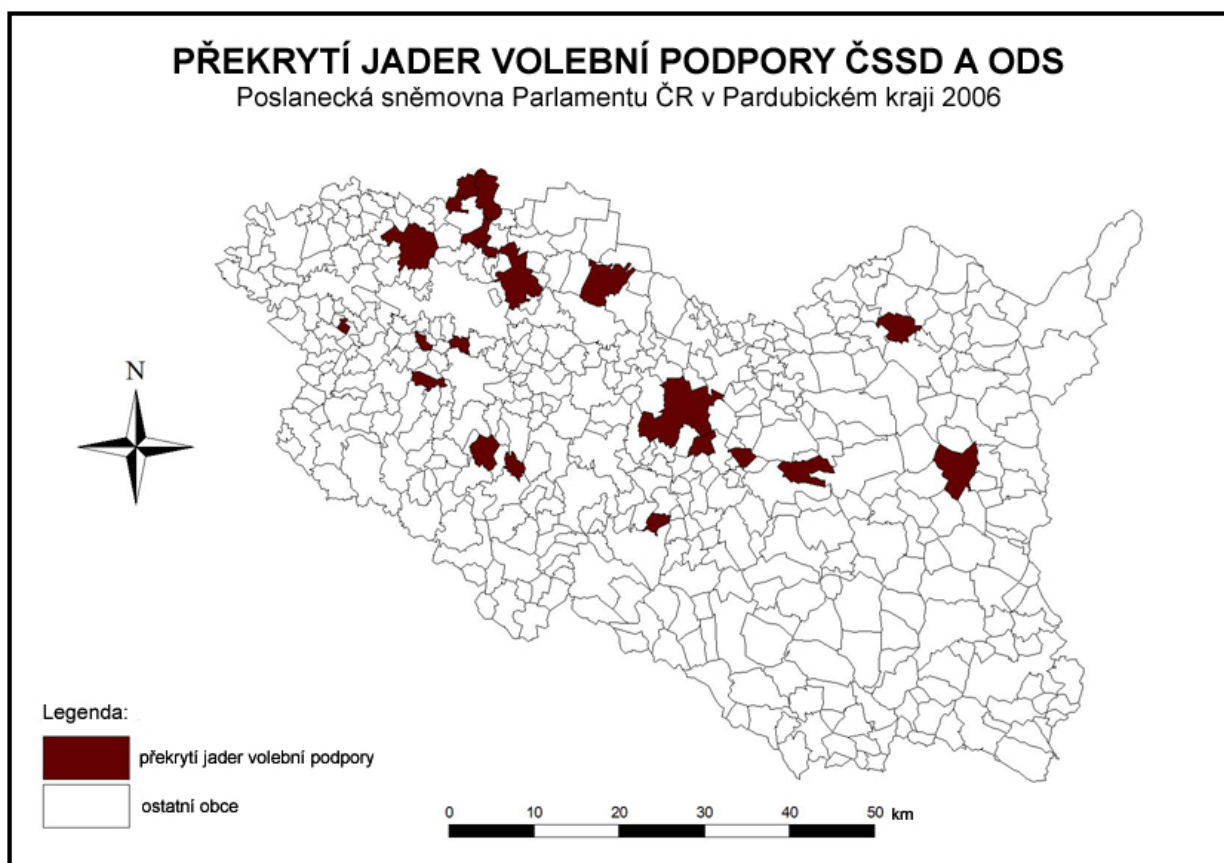 PŘEKRYTÍ JADER VOLEBNÍ PODPORY ČSSD A ODS
Poslanecká sněmovna Parlamentu ČR v Pardubickém kraji 2006
N
Legenda:
překrytí jader volební podpory
ostatní obce
0 10 20 30 40 50 km